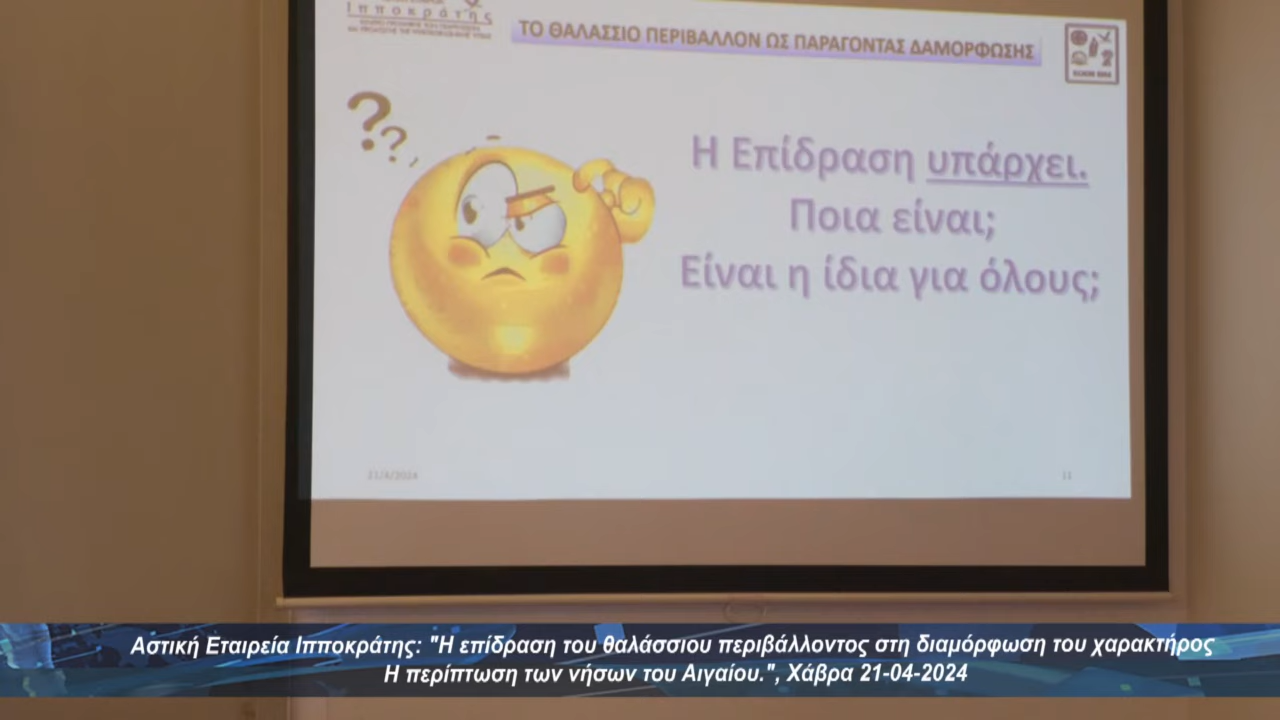 Ιπποκράτης
ΤΟ ΘΑΛΑΣΣΙΟ ΠΕΡΙΒΑΛΛΟΝ ΩΣ ΠΑΡΑΓΟΝΤΑΣ ΔΑΜΟΡΦΩΣΗΣ
??
Η Επίδραση υπάρχει.
Ποια είναι;
Είναι η ίδια για όλους;
21/4/2024
11
Αστική Εταιρεία Ιπποκράτης: "Η επίδραση του θαλάσσιου περιβάλλοντος στη διαμόρφωση του χαρακτήρος
Η περίπτωση των νήσων του Αιγαίου.", Χάβρα 21-04-2024